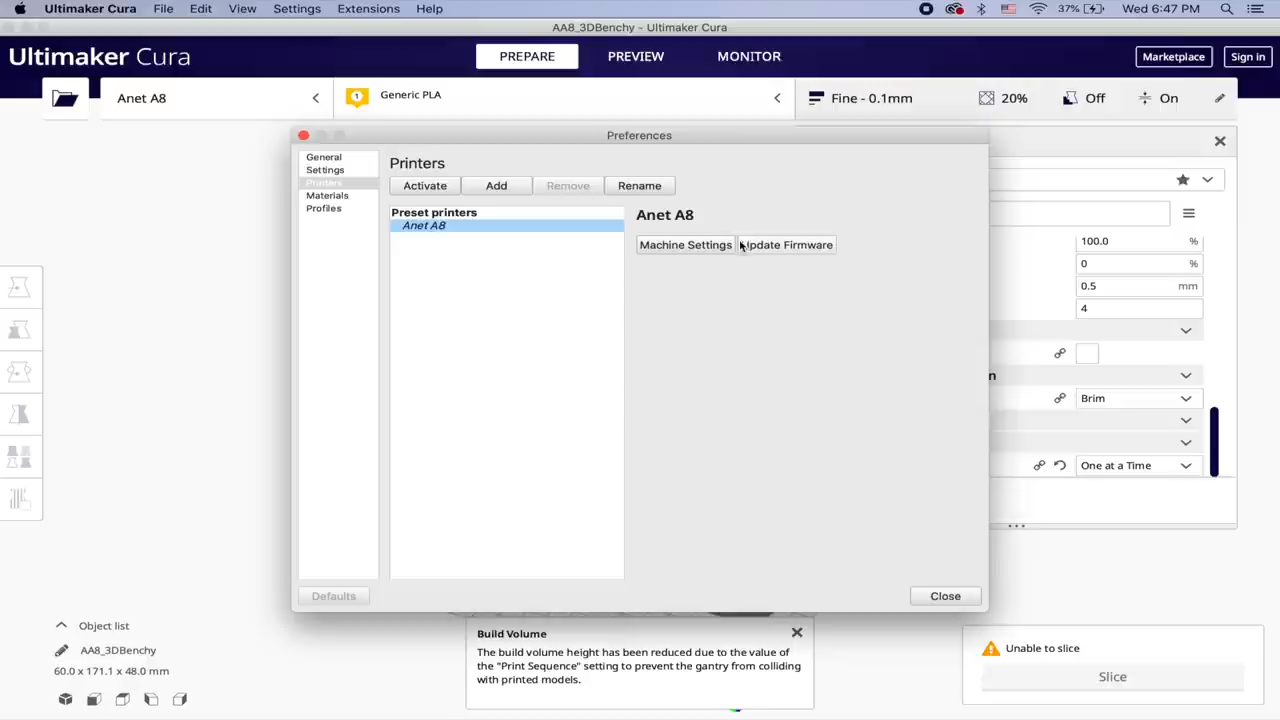 Ultimaker Cura File Edit View Settings Extensions Help 37% Wed 6:47 PM
AA8_3DBenchy - Ultimaker Cura
Ultimaker Cura PREPARE PREVIEW MONITOR Marketplace Sign in
Anet A8 1 Generic PLA Fine - 0.1mm 20% Off On
Preferences
General
Settings
Printers
Materials
Profiles
Printers
Activate Add Remove Rename
Preset printers
Anet A8
Anet A8
Machine Settings Update Firmware
100.0 %
0 %
0.5 mm
4
n
Brim
One at a Time
Defaults Close
Object list
AA8_3DBenchy
60.0 x 171.1 x 48.0 mm
Build Volume
The build volume height has been reduced due to the value of
the "Print Sequence" setting to prevent the gantry from colliding
with printed models.
Unable to slice
Slice